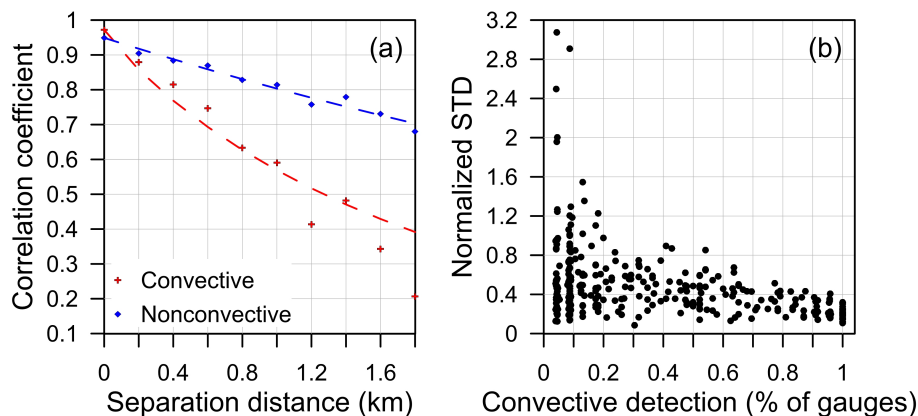 (a)
Correlation coefficient
1
0.9
0.8
0.7
0.6
0.5
0.4
0.3
0.2
0.1
Convective
Nonconvective
0 0.4 0.8 1.2 1.6
Separation distance (km)
(b)
Normalized STD
3.2
2.8
2.4
2
1.6
1.2
0.8
0.4
0
0 0.2 0.4 0.6 0.8 1
Convective detection (% of gauges)